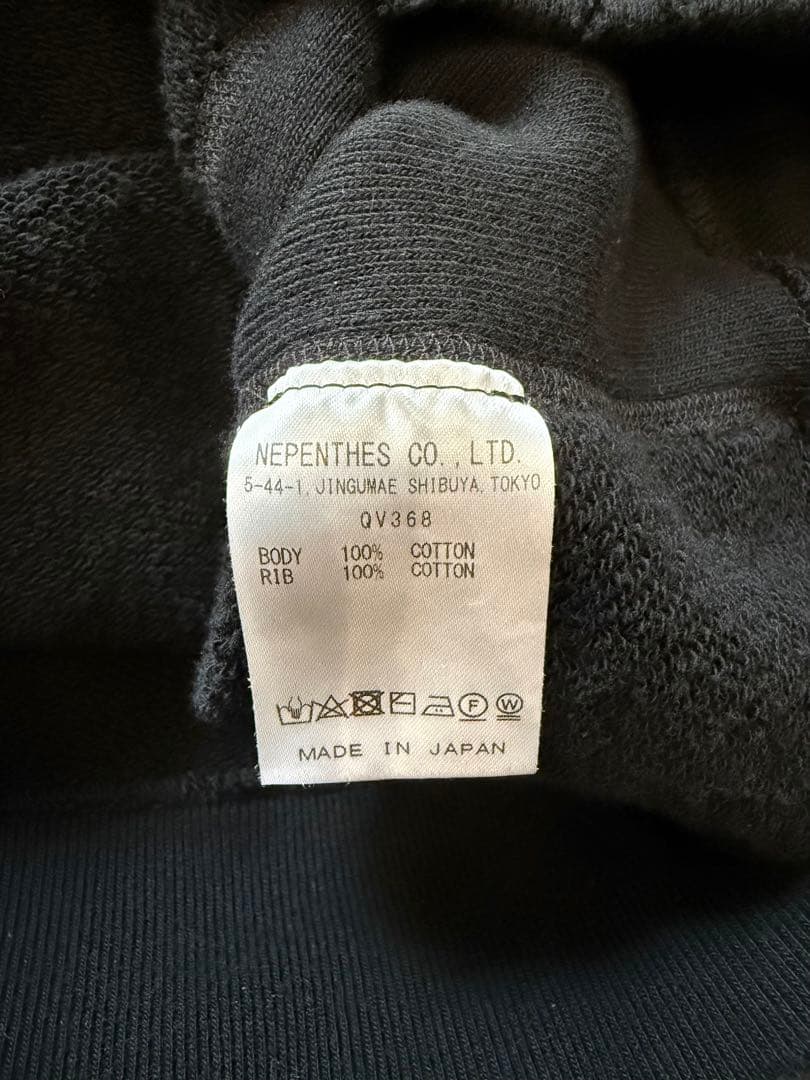 NEPENTHES CO., LTD.
5-44-1, JINGUMAE SHIBUYA, TOKYO
QV368
BODY 100% COTTON
RIB 100% COTTON
F W
MADE IN JAPAN